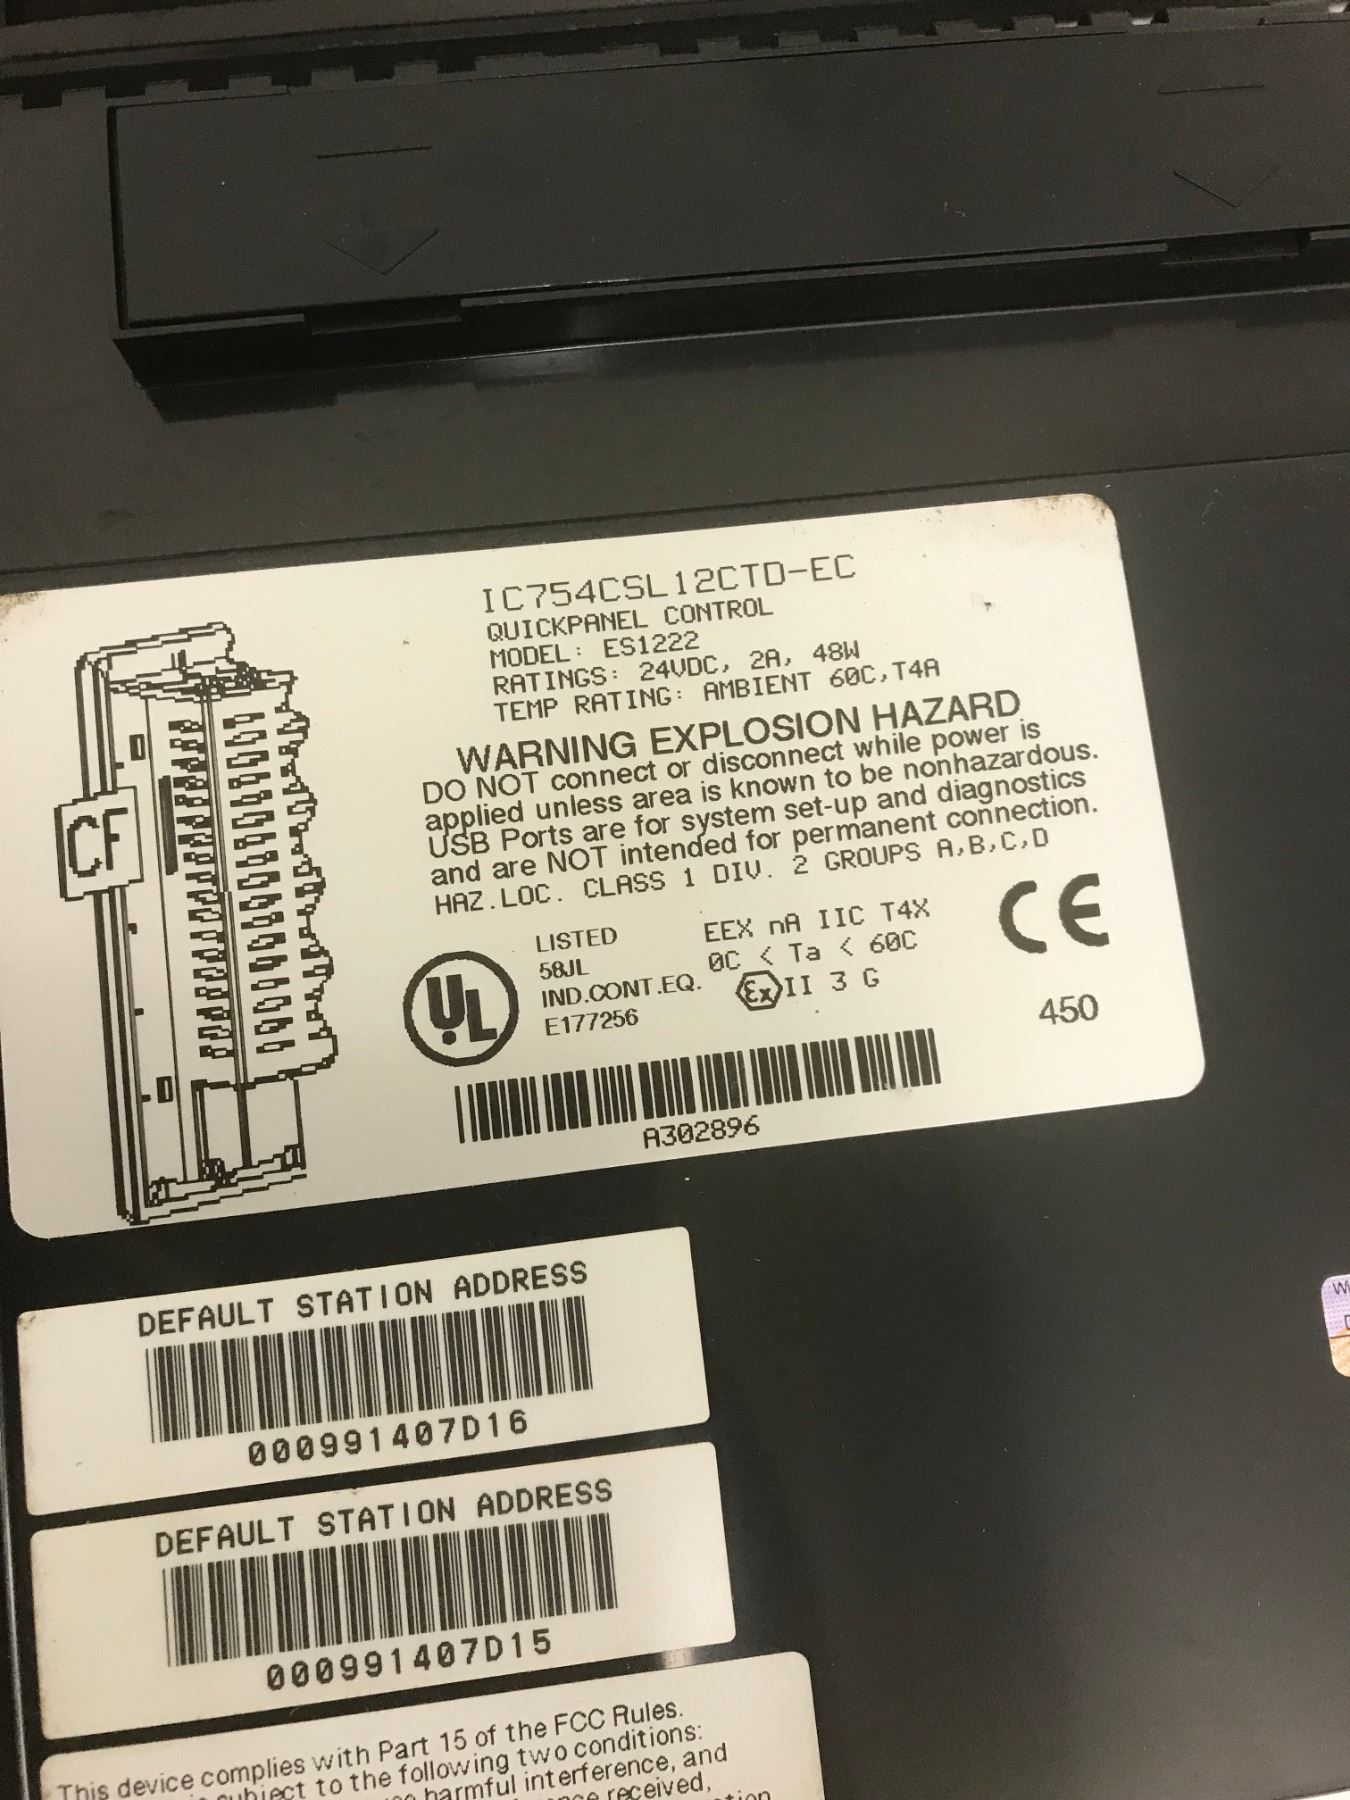 IC754CSL12CTD-EC
QUICKPANEL CONTROL
MODEL: ES1222
RATINGS: 24VDC, 2A, 48W
TEMP RATING: AMBIENT 60C,T4A
WARNING EXPLOSION HAZARD
DO NOT connect or disconnect while power is
applied unless area is known to be nonhazardous.
USB Ports are for system set-up and diagnostics
and are NOT intended for permanent connection.
HAZ.LOC. CLASS 1 DIV. 2 GROUPS A,B,C,D
CF
UL
LISTED
58JL
IND.CONT.EQ.
E177256
EEX nA IIC T4X
0C < Ta < 60C
Ex II 3 G
CE
450
A302896
DEFAULT STATION ADDRESS
000991407D16
DEFAULT STATION ADDRESS
000991407D15
This device complies with Part 15 of the FCC Rules.
subject to the following two conditions:
harmful interference, and
received,